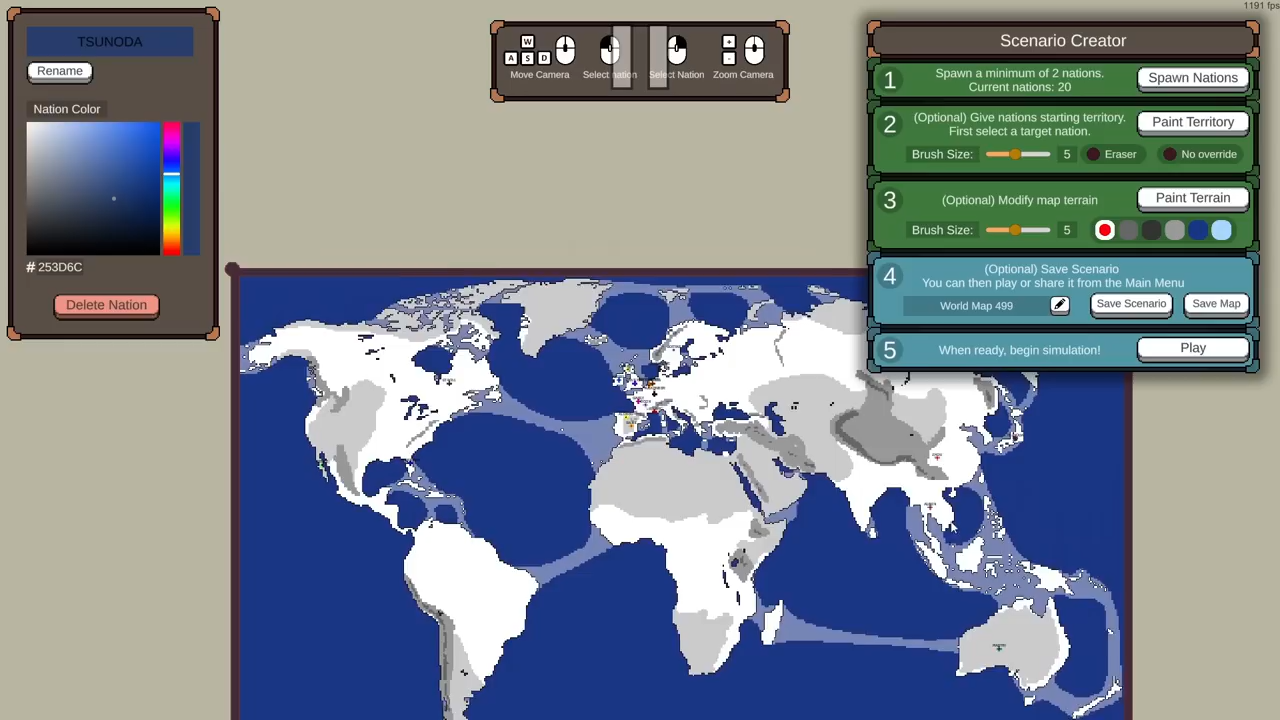 1191 fps
TSUNODA
Rename
Nation Color
# 253D6C
Delete Nation
W
A S D
+
-
Move Camera
Select nation
Select Nation
Zoom Camera
Scenario Creator
1
Spawn a minimum of 2 nations.
Current nations: 20
Spawn Nations
2
(Optional) Give nations starting territory.
First select a target nation.
Paint Territory
Brush Size:
5
Eraser
No override
3
(Optional) Modify map terrain
Paint Terrain
Brush Size:
5
4
(Optional) Save Scenario
You can then play or share it from the Main Menu
World Map 499
Save Scenario
Save Map
5
When ready, begin simulation!
Play